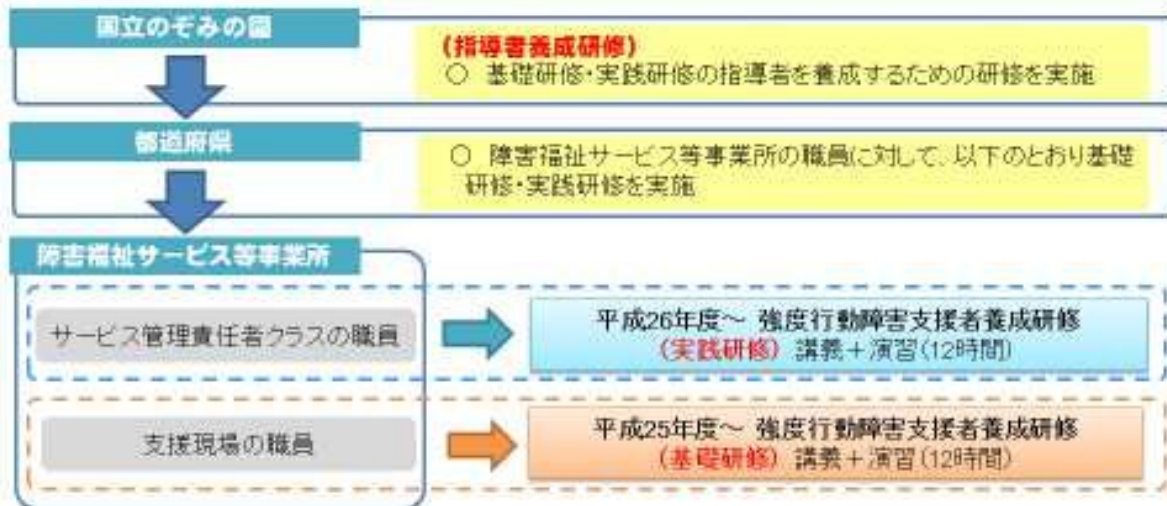 国立のぞみの園
(指導者養成研修)
○ 基礎研修・実践研修の指導者を養成するための研修を実施
都道府県
○ 障害福祉サービス等事業所の職員に対して、以下のとおり基礎
研修・実践研修を実施
障害福祉サービス等事業所
サービス管理責任者クラスの職員
平成26年度～ 強度行動障害支援者養成研修
(実践研修) 講義＋演習(12時間)
支援現場の職員
平成25年度～ 強度行動障害支援者養成研修
(基礎研修) 講義＋演習(12時間)